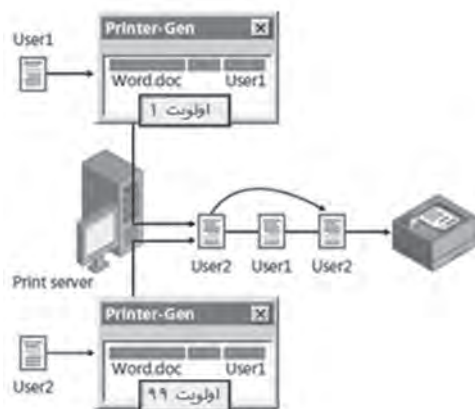 User1
Printer-Gen
Word.doc User1
اولویت ۱
User2 User1 User2
Print server
Printer-Gen
User2
Word.doc User1
اولویت ۹۹